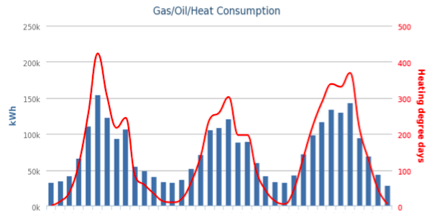 Gas/Oil/Heat Consumption
250k
200k
150k
100k
50k
0k
kWh
500
400
300
200
100
0
Heating degree days